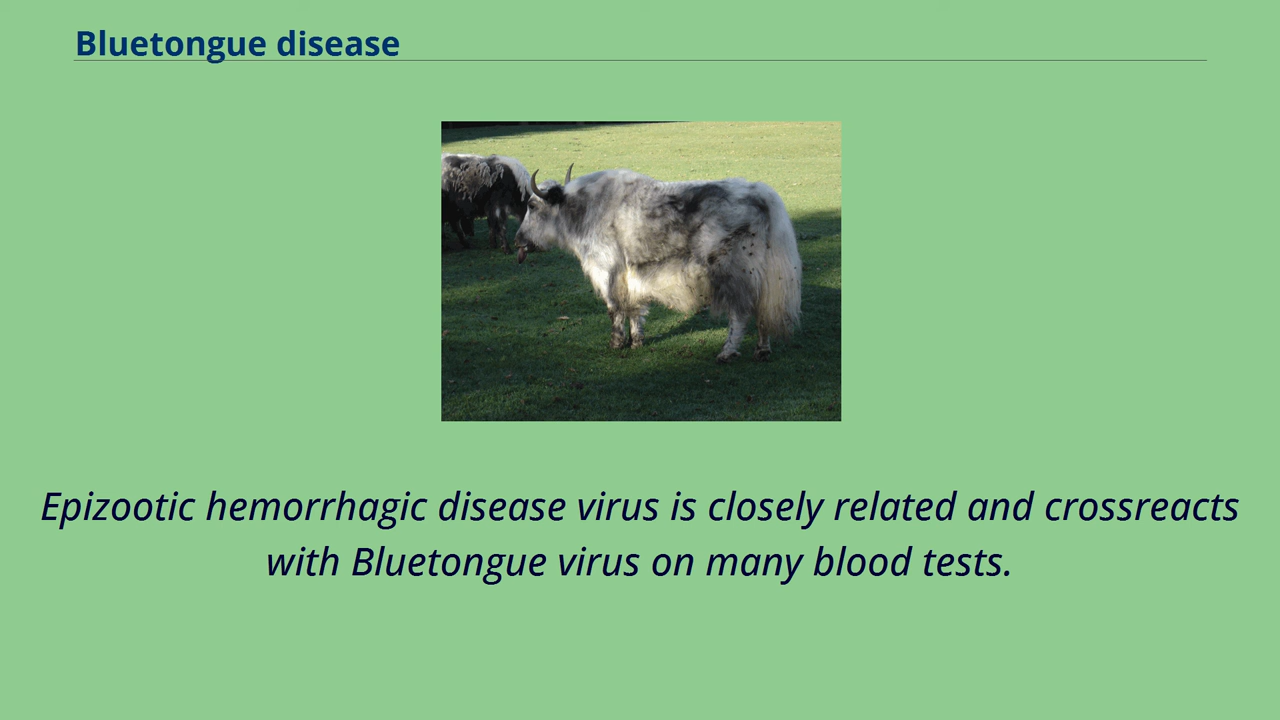 Bluetongue disease
Epizootic hemorrhagic disease virus is closely related and crossreacts
with Bluetongue virus on many blood tests.